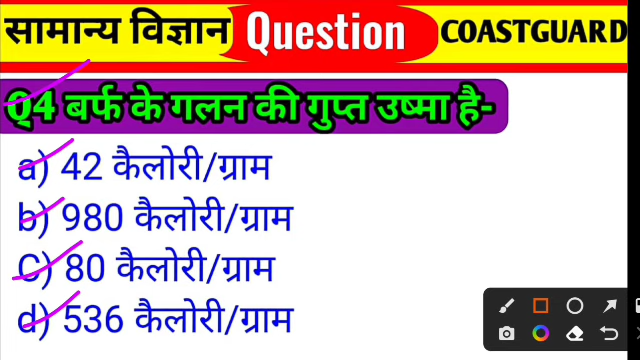 सामान्य विज्ञान Question COASTGUARD
Q4 बर्फ के गलन की गुप्त उष्मा है-
a) 42 कैलोरी/ग्राम
b) 980 कैलोरी/ग्राम
C) 80 कैलोरी/ग्राम
d) 536 कैलोरी/ग्राम